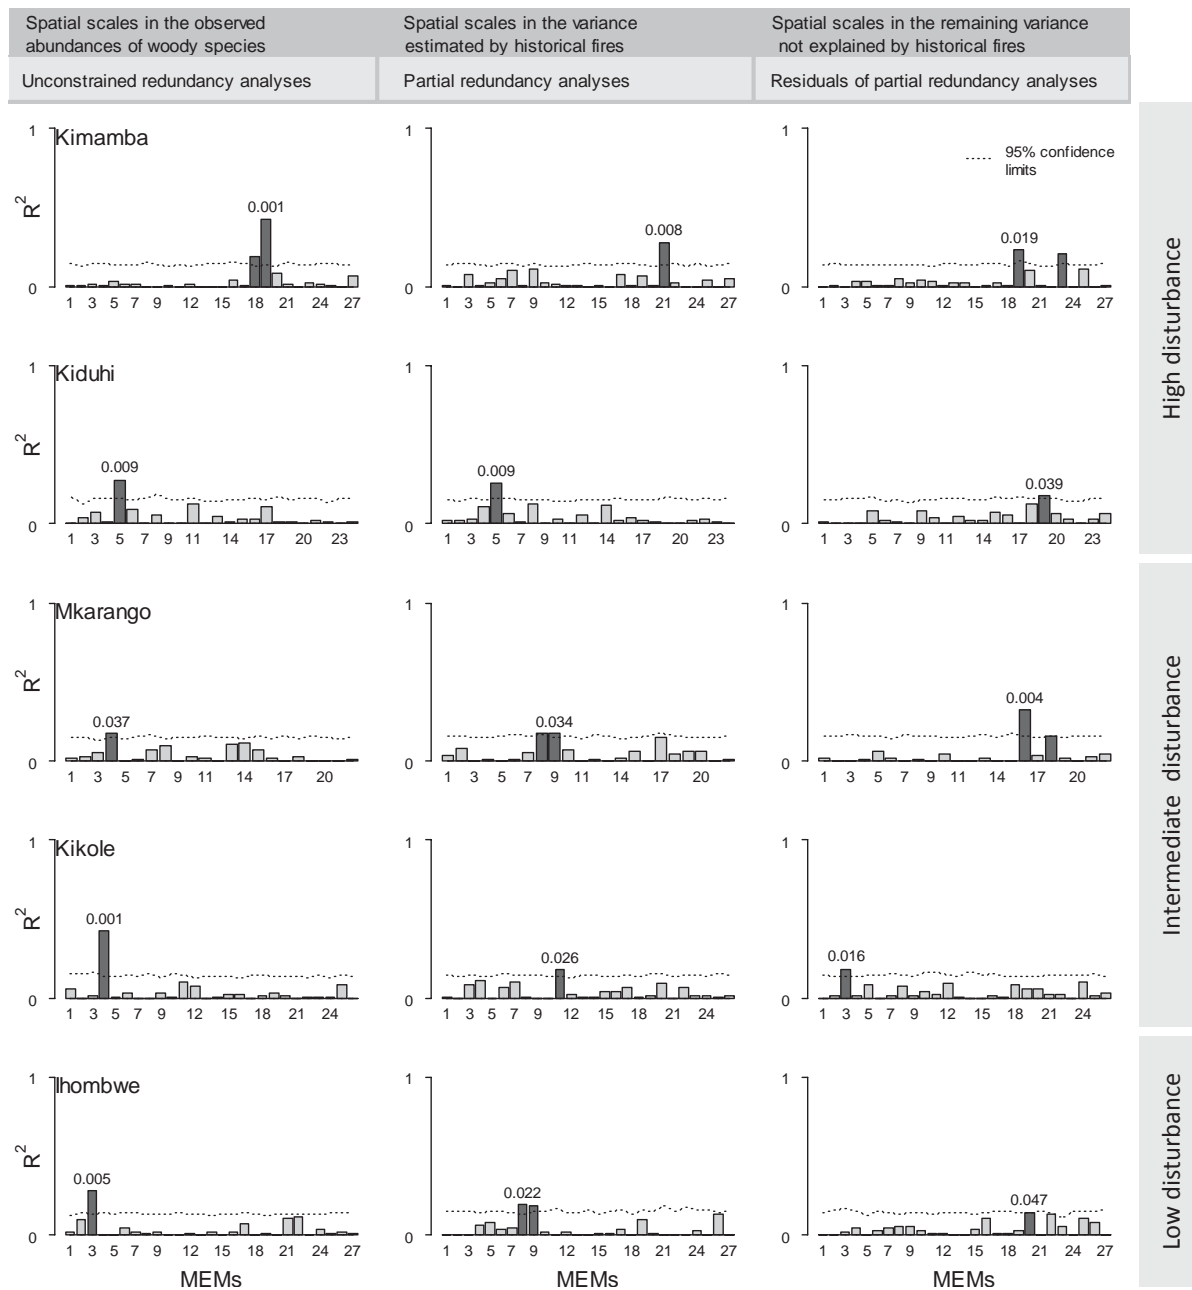 Spatial scales in the observed
abundances of woody species
Spatial scales in the variance
estimated by historical fires
Spatial scales in the remaining variance
not explained by historical fires
Unconstrained redundancy analyses
Partial redundancy analyses
Residuals of partial redundancy analyses
High disturbance
Kimamba
R2
1
0
0.001
1 3 5 7 9 11 15 18 21 24 27
1
0
0.008
1 3 5 7 9 12 15 18 21 24 27
1
0
95% confidence
limits
0.019
1 3 5 7 9 11 15 18 21 24 27
Kiduhi
R2
1
0
0.009
1 3 5 7 9 11 14 17 20 23
1
0
0.009
1 3 5 7 9 11 14 17 20 23
1
0
0.039
1 3 5 7 9 11 14 17 20 23
Intermediate disturbance
Mkarango
R2
1
0
0.037
1 3 5 7 9 11 14 17 20
1
0
0.034
1 3 5 7 9 11 14 17 20
1
0
0.004
1 3 5 7 9 11 14 17 20
Kikole
R2
1
0
0.001
1 3 5 7 9 12 15 18 21 24
1
0
0.026
1 3 5 7 9 12 15 18 21 24
1
0
0.016
1 3 5 7 9 12 15 18 21 24
Low disturbance
Ihombwe
R2
1
0
0.005
1 3 5 7 9 12 15 18 21 24 27
MEMs
1
0
0.022
1 3 5 7 9 12 15 18 21 24 27
MEMs
1
0
0.047
1 3 5 7 9 11 15 18 21 24 27
MEMs